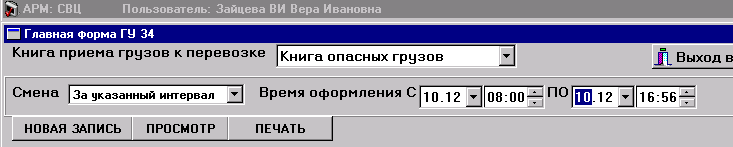 АРМ: СВЦ Пользователь: Зайцева ВИ Вера Ивановна
Главная форма ГУ 34
Книга приема грузов к перевозке Книга опасных грузов Выход в
Смена За указанный интервал Время оформления С 10.12 08:00 ПО 10.12 16:56
НОВАЯ ЗАПИСЬ ПРОСМОТР ПЕЧАТЬ